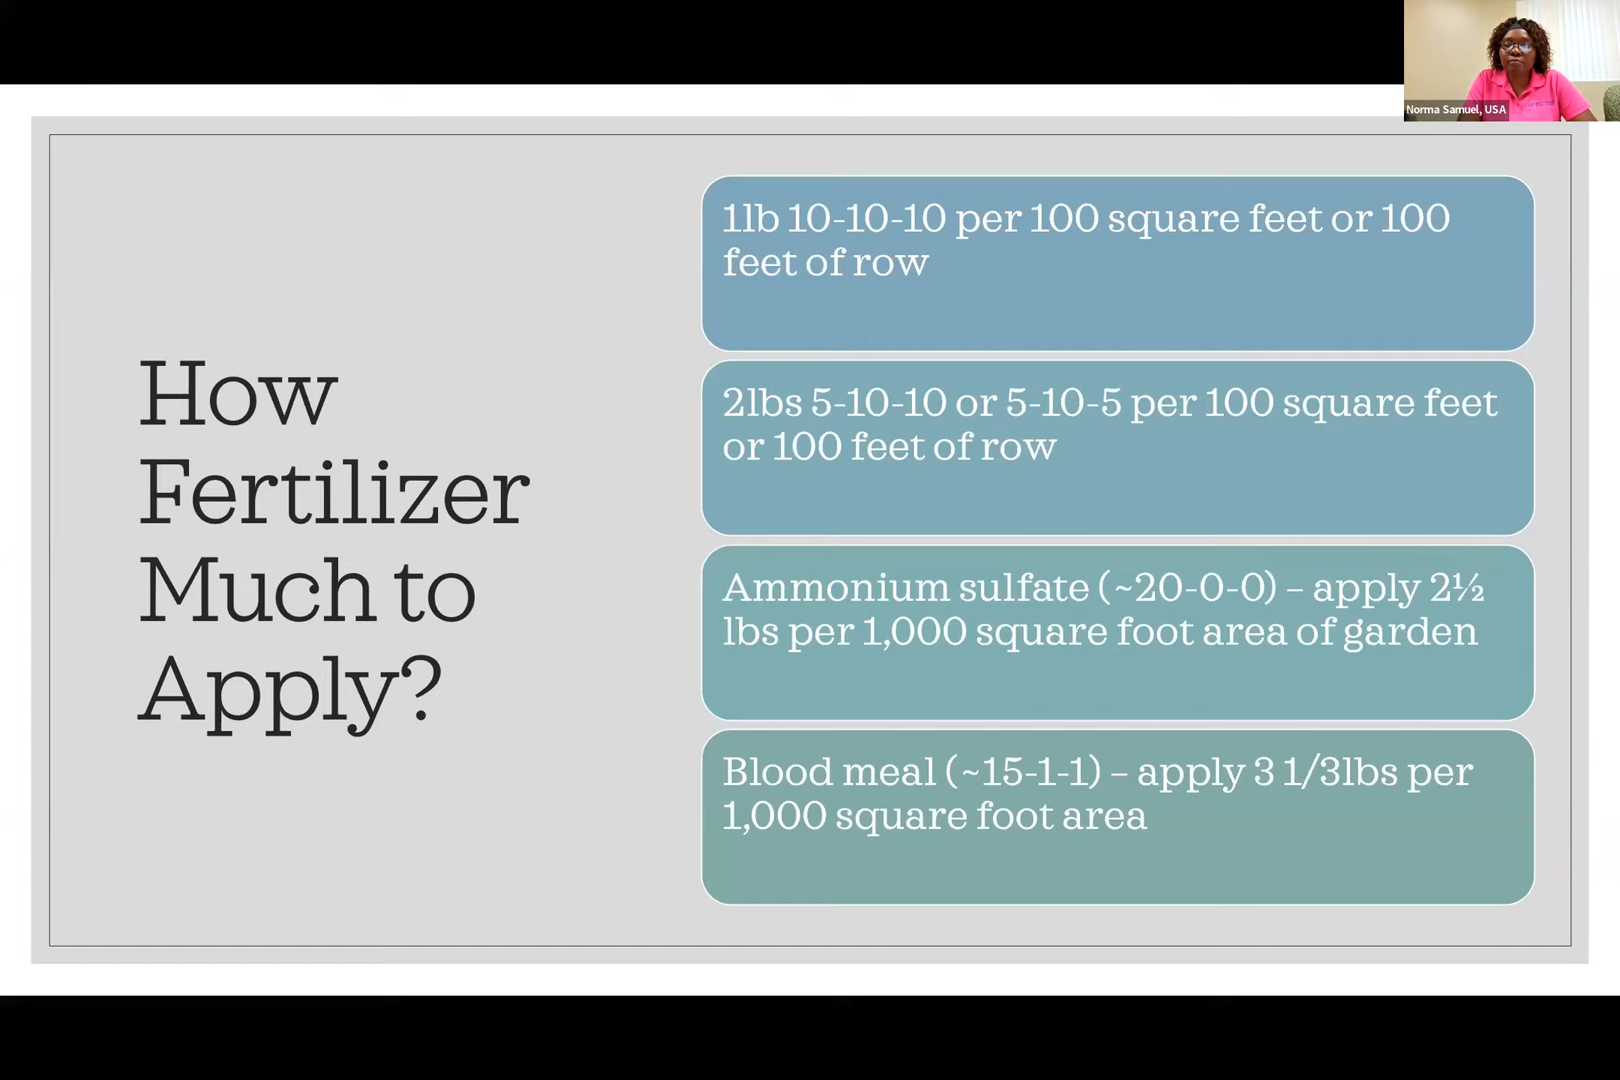 Norma Samuel, USA
How
Fertilizer
Much to
Apply?
1lb 10-10-10 per 100 square feet or 100
feet of row
2lbs 5-10-10 or 5-10-5 per 100 square feet
or 100 feet of row
Ammonium sulfate (~20-0-0) – apply 2½
lbs per 1,000 square foot area of garden
Blood meal (~15-1-1) – apply 3 1/3lbs per
1,000 square foot area